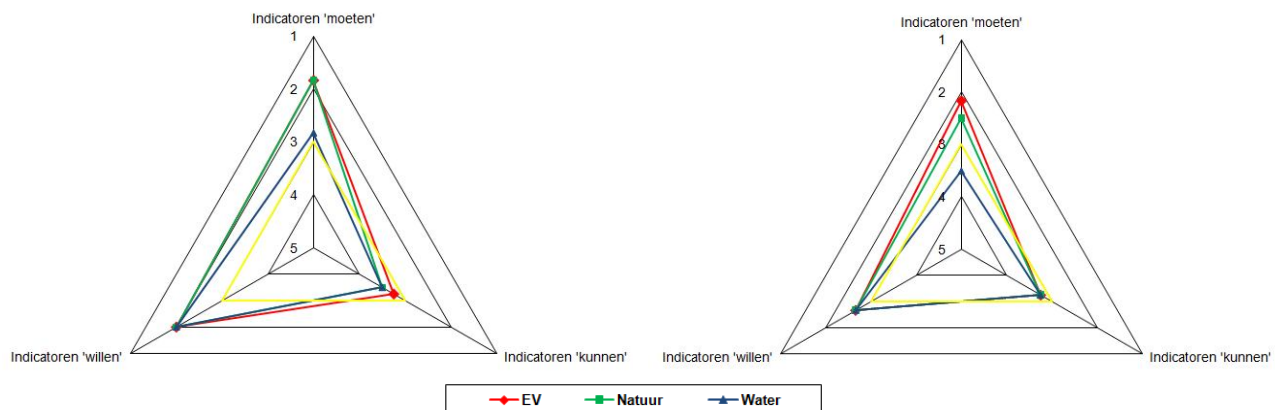 Indicatoren 'moeten'
1
2
3
4
5
Indicatoren 'willen'
Indicatoren 'kunnen'
Indicatoren 'moeten'
1
2
3
4
5
Indicatoren 'willen'
Indicatoren 'kunnen'
EV Natuur Water